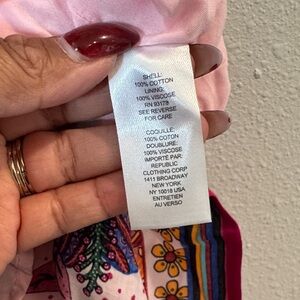 SHELL:
100% COTTON
LINING:
100% VISCOSE
RN 93178
SEE REVERSE
FOR CARE
COQUILLE:
100% COTON
DOUBLURE:
100% VISCOSE
IMPORTÉ PAR:
REPUBLIC
CLOTHING CORP
1411 BROADWAY
NEW YORK
NY 10018 USA
ENTRETIEN
AU VERSO